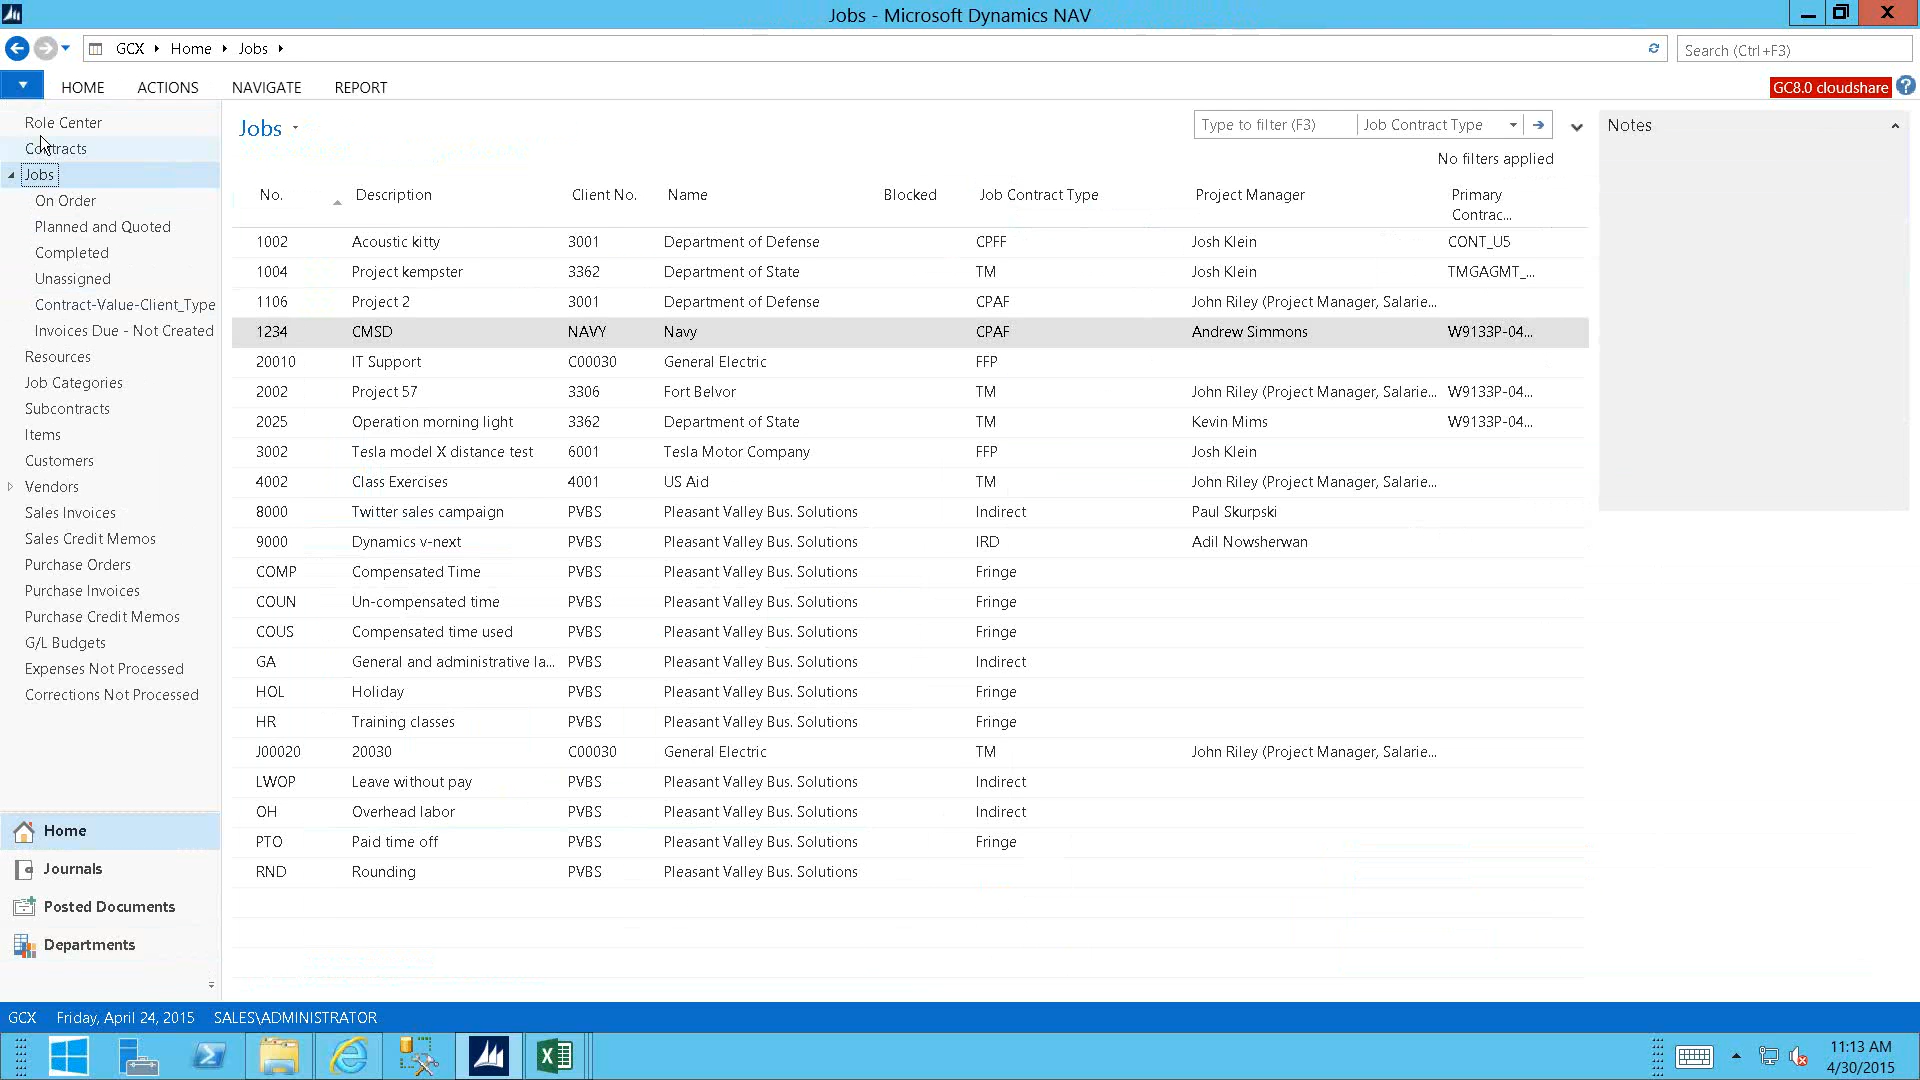 Jobs - Microsoft Dynamics NAV
GCX Home Jobs
Search (Ctrl+F3)
HOME ACTIONS NAVIGATE REPORT
GC8.0 cloudshare
Role Center
Contracts
Jobs
On Order
Planned and Quoted
Completed
Unassigned
Contract-Value-Client_Type
Invoices Due - Not Created
Resources
Job Categories
Subcontracts
Items
Customers
Vendors
Sales Invoices
Sales Credit Memos
Purchase Orders
Purchase Invoices
Purchase Credit Memos
G/L Budgets
Expenses Not Processed
Corrections Not Processed
Home
Journals
Posted Documents
Departments
Jobs
Type to filter (F3) Job Contract Type
No filters applied
No. Description Client No. Name Blocked Job Contract Type Project Manager Primary Contrac...
1002 Acoustic kitty 3001 Department of Defense CPFF Josh Klein CONT_U5
1004 Project kempster 3362 Department of State TM Josh Klein TMGAGMT_...
1106 Project 2 3001 Department of Defense CPAF John Riley (Project Manager, Salarie...
1234 CMSD NAVY Navy CPAF Andrew Simmons W9133P-04...
20010 IT Support C00030 General Electric FFP
2002 Project 57 3306 Fort Belvor TM John Riley (Project Manager, Salarie... W9133P-04...
2025 Operation morning light 3362 Department of State TM Kevin Mims W9133P-04...
3002 Tesla model X distance test 6001 Tesla Motor Company FFP Josh Klein
4002 Class Exercises 4001 US Aid TM John Riley (Project Manager, Salarie...
8000 Twitter sales campaign PVBS Pleasant Valley Bus. Solutions Indirect Paul Skurpski
9000 Dynamics v-next PVBS Pleasant Valley Bus. Solutions IRD Adil Nowsherwan
COMP Compensated Time PVBS Pleasant Valley Bus. Solutions Fringe
COUN Un-compensated time PVBS Pleasant Valley Bus. Solutions Fringe
COUS Compensated time used PVBS Pleasant Valley Bus. Solutions Fringe
GA General and administrative la... PVBS Pleasant Valley Bus. Solutions Indirect
HOL Holiday PVBS Pleasant Valley Bus. Solutions Fringe
HR Training classes PVBS Pleasant Valley Bus. Solutions Fringe
J00020 20030 C00030 General Electric TM John Riley (Project Manager, Salarie...
LWOP Leave without pay PVBS Pleasant Valley Bus. Solutions Indirect
OH Overhead labor PVBS Pleasant Valley Bus. Solutions Indirect
PTO Paid time off PVBS Pleasant Valley Bus. Solutions Fringe
RND Rounding PVBS Pleasant Valley Bus. Solutions
Notes
GCX Friday, April 24, 2015 SALES\ADMINISTRATOR
11:13 AM
4/30/2015